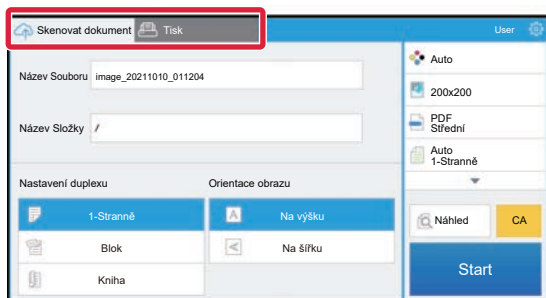 Skenovat dokument
Tisk
User
Název Souboru
image_20211010_011204
Název Složky
/
Nastavení duplexu
Orientace obrazu
1-Stranně
Blok
Kniha
A
Na výšku
A
Na šířku
Auto
200x200
PDF
Střední
Auto
1-Stranně
Náhled
CA
Start